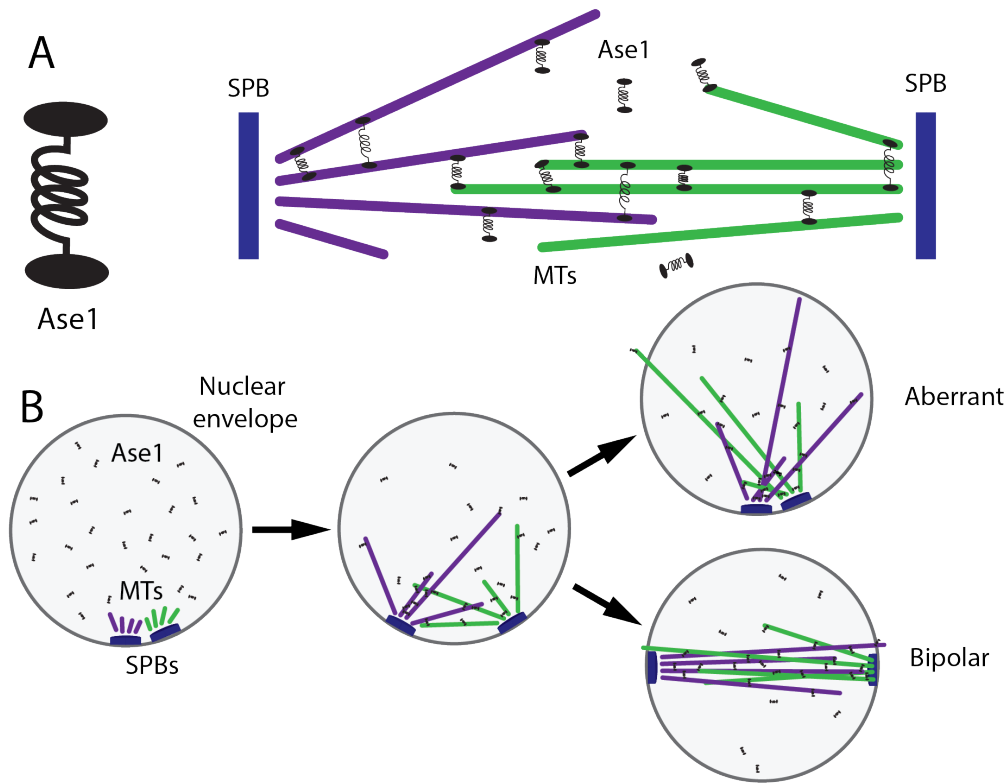 A
SPB
Ase1
SPB
Ase1
MTs
B
Nuclear
envelope
Aberrant
Ase1
MTs
SPBs
Bipolar